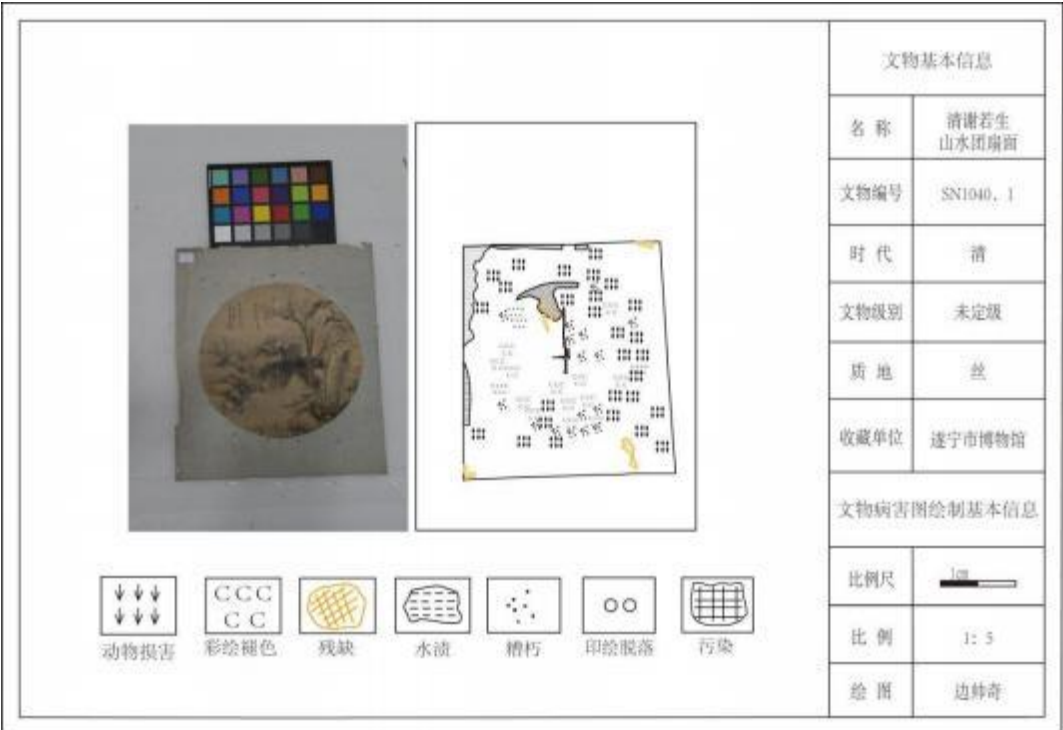 文物基本信息
名 称
清谢若生
山水团扇面
文物编号
SN1040. 1
时 代
清
文物级别
未定级
质 地
丝
收藏单位
遂宁市博物馆
文物病害图绘制基本信息
比例尺
1cm
比 例
1: 5
绘 图
边帅奇
动物损害
彩绘褪色
残缺
水渍
糟朽
印绘脱落
污染